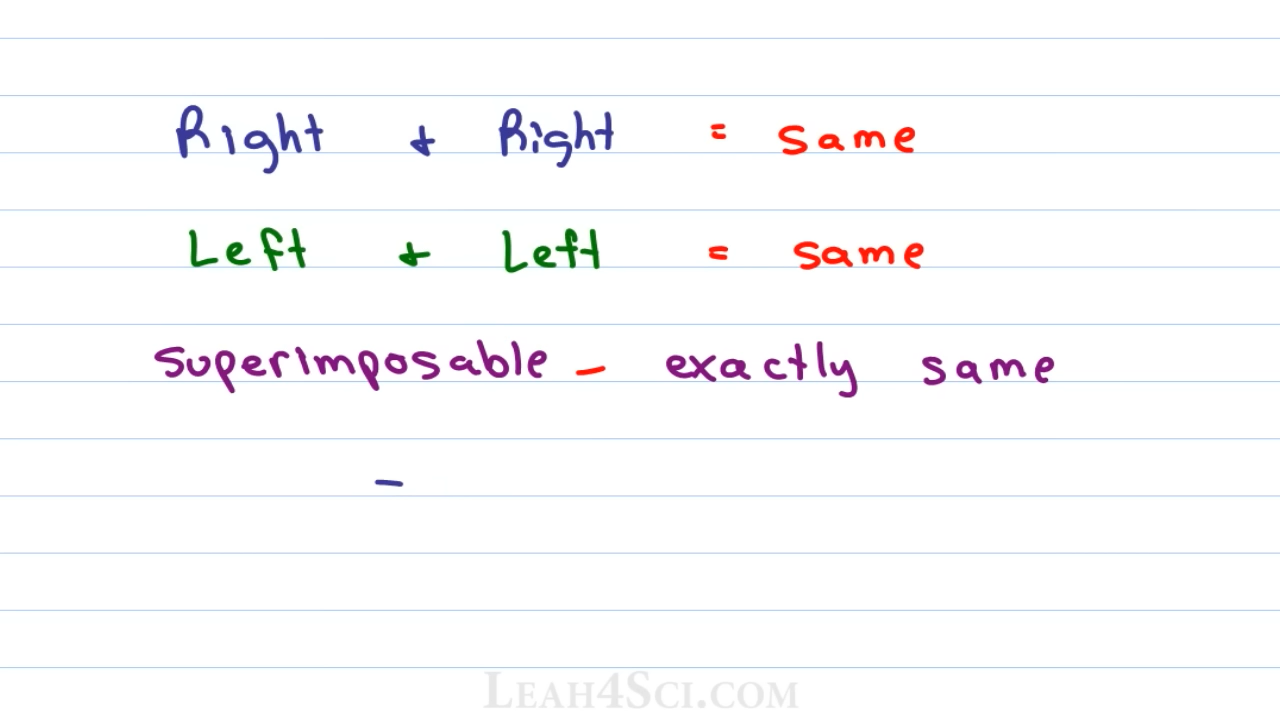 Right + Right = same
Left + Left = same
Superimposable - exactly same
-
LEAH4SCI.COM